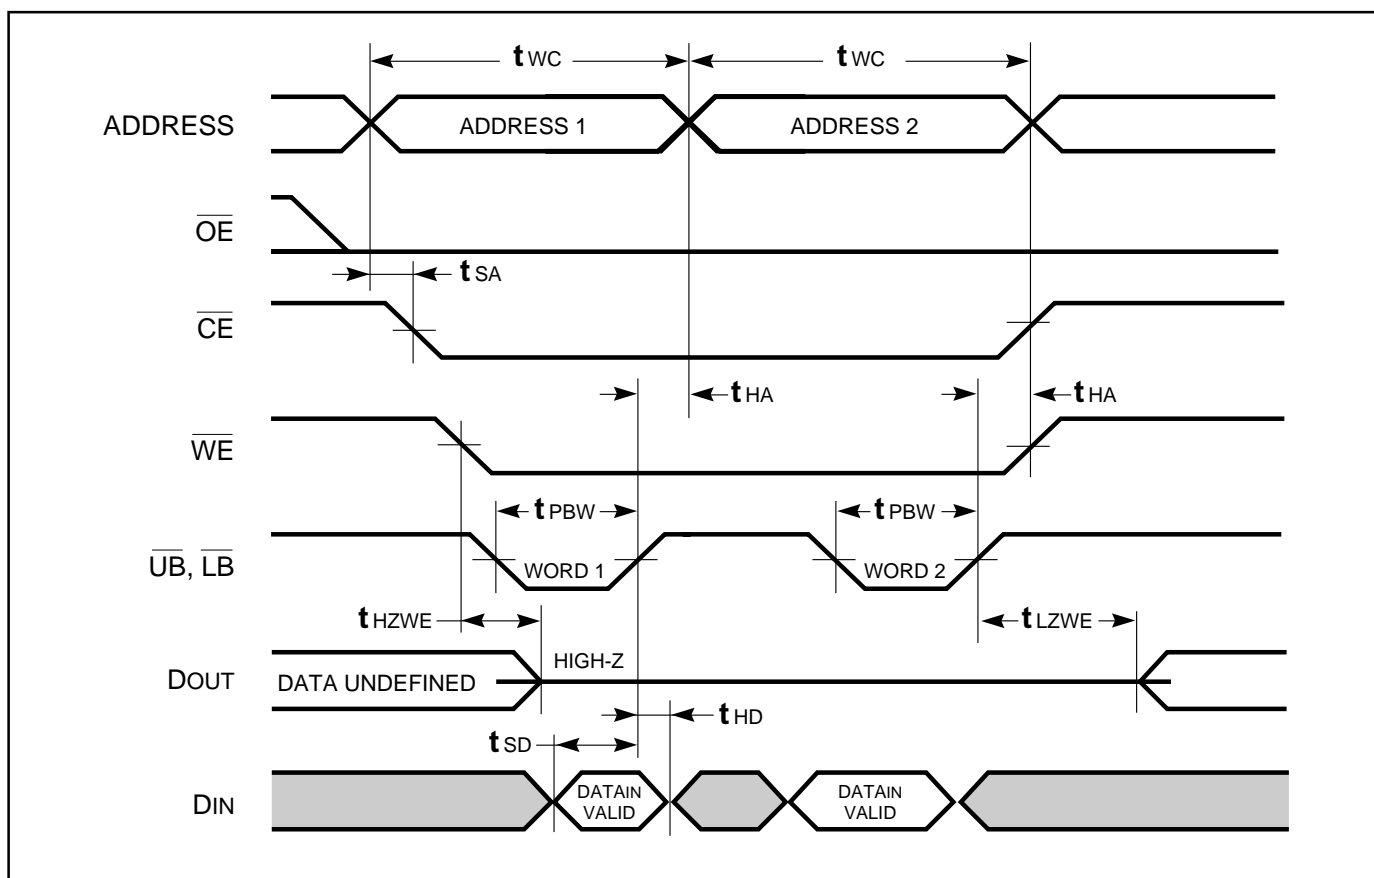 tWC tWC
ADDRESS ADDRESS 1 ADDRESS 2
OE
tSA
CE
tHA tHA
WE
tPBW tPBW
UB, LB WORD 1 WORD 2
tHZWE tLZWE
HIGH-Z
DOUT DATA UNDEFINED
tHD
tSD
DIN DATAIN VALID DATAIN VALID